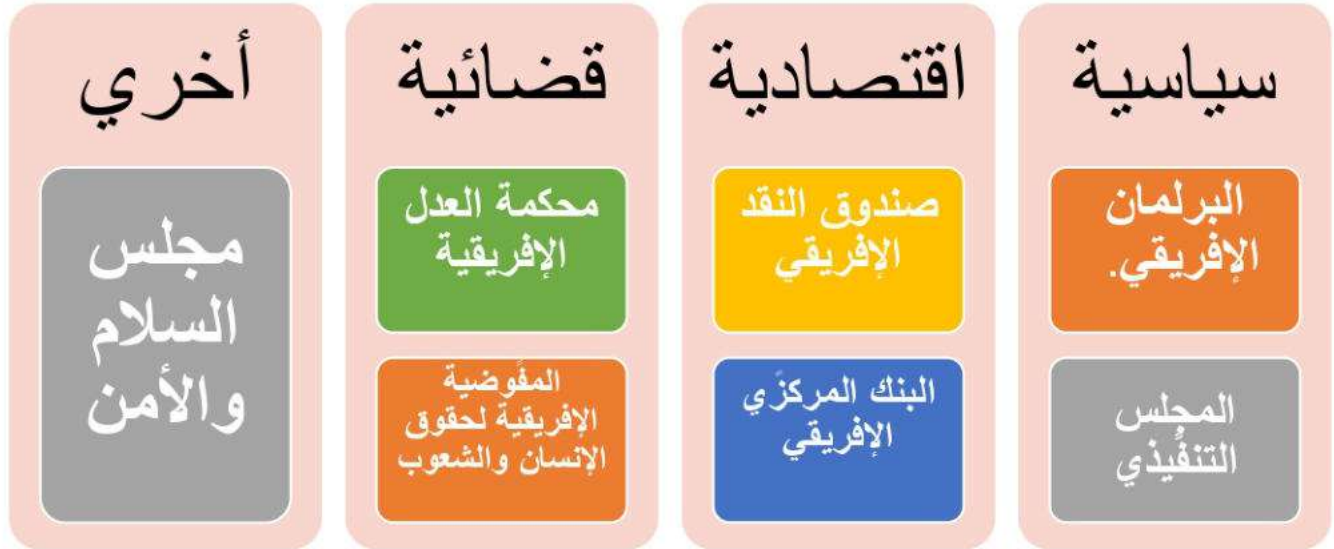 سياسية
البرلمان
الإفريقي.
المجلس
التنفيذي
اقتصادية
صندوق النقد
الإفريقي
البنك المركزي
الإفريقي
قضائية
محكمة العدل
الإفريقية
المفوضية
الإفريقية لحقوق
الإنسان والشعوب
أخري
مجلس
السلام
والأمن